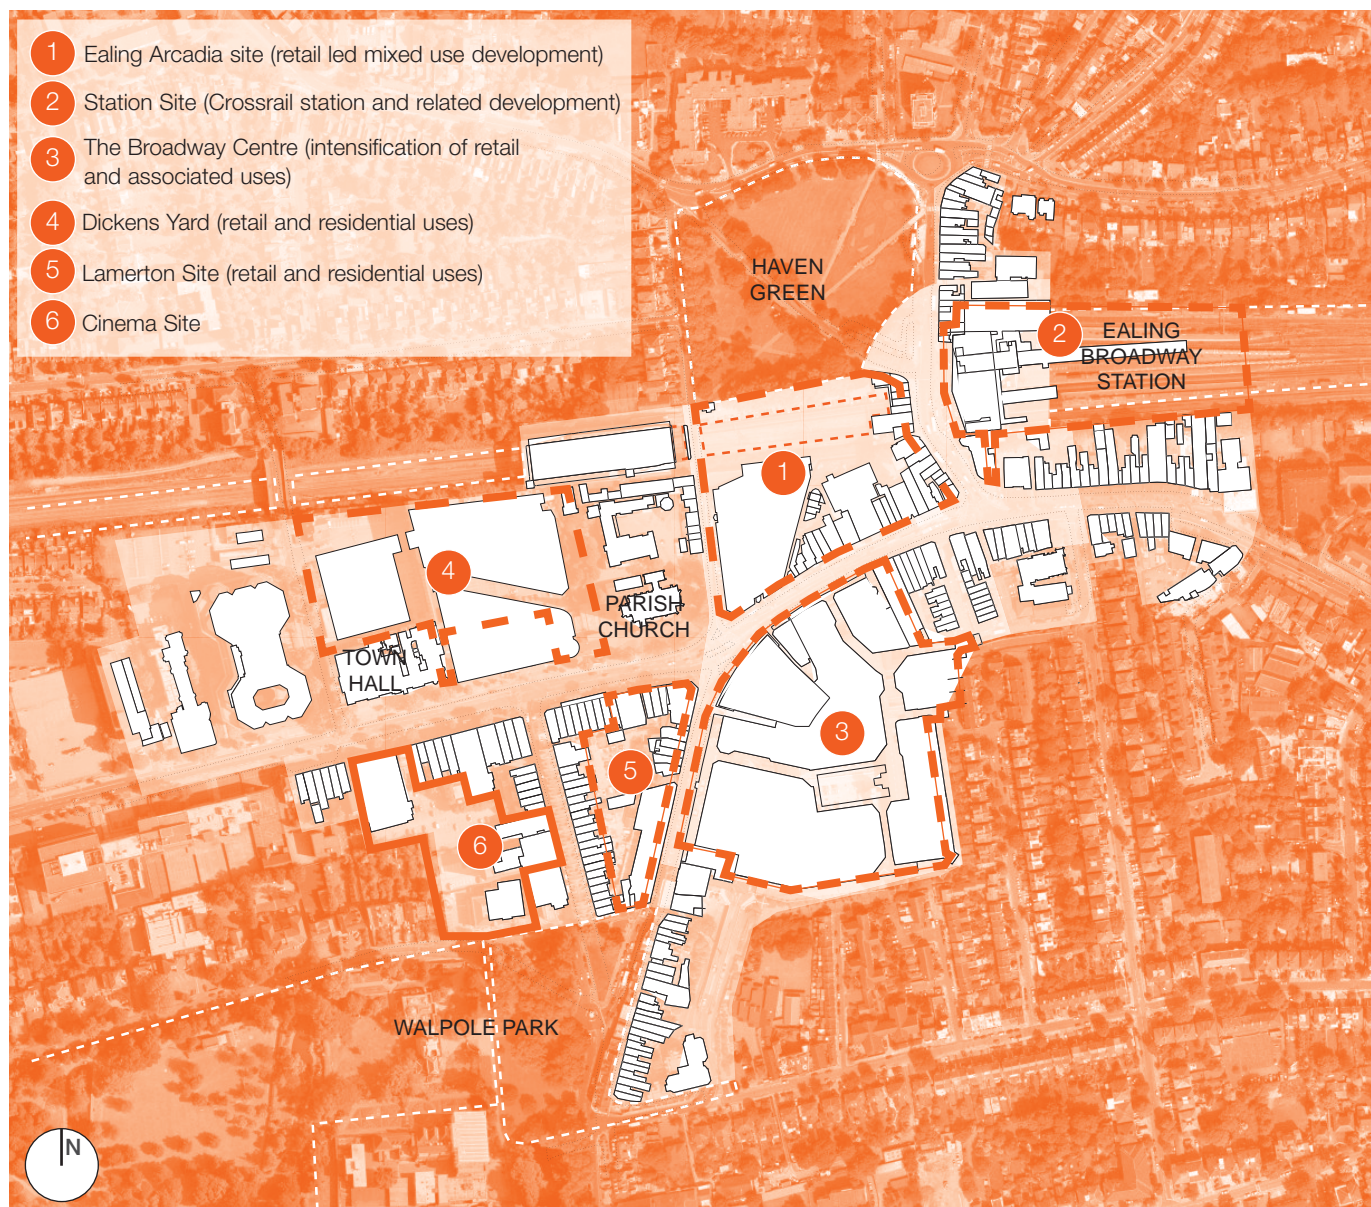 1 Ealing Arcadia site (retail led mixed use development)
2 Station Site (Crossrail station and related development)
3 The Broadway Centre (intensification of retail
and associated uses)
4 Dickens Yard (retail and residential uses)
5 Lamerton Site (retail and residential uses)
6 Cinema Site
HAVEN
GREEN
2
EALING
BROADWAY
STATION
1
4
PARISH
CHURCH
TOWN
HALL
3
5
6
WALPOLE PARK
N